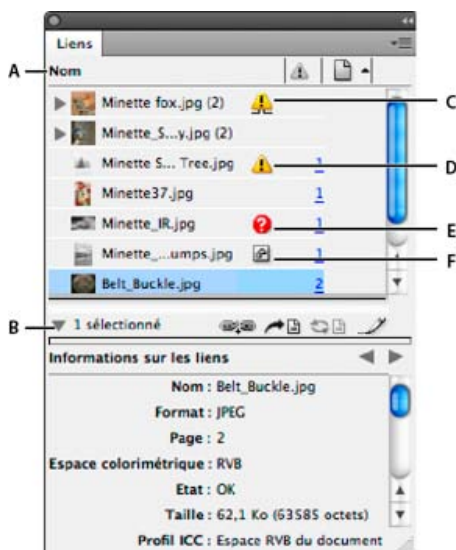 Liens
A
Nom
Minette fox.jpg (2)
C
Minette_S...y.jpg (2)
Minette S... Tree.jpg
1
D
Minette37.jpg
1
Minette_IR.jpg
1
E
Minette_...umps.jpg
1
F
Belt_Buckle.jpg
2
B
1 sélectionné
Informations sur les liens
Nom : Belt_Buckle.jpg
Format : JPEG
Page : 2
Espace colorimétrique : RVB
Etat : OK
Taille : 62,1 Ko (63585 octets)
Profil ICC : Espace RVB du document